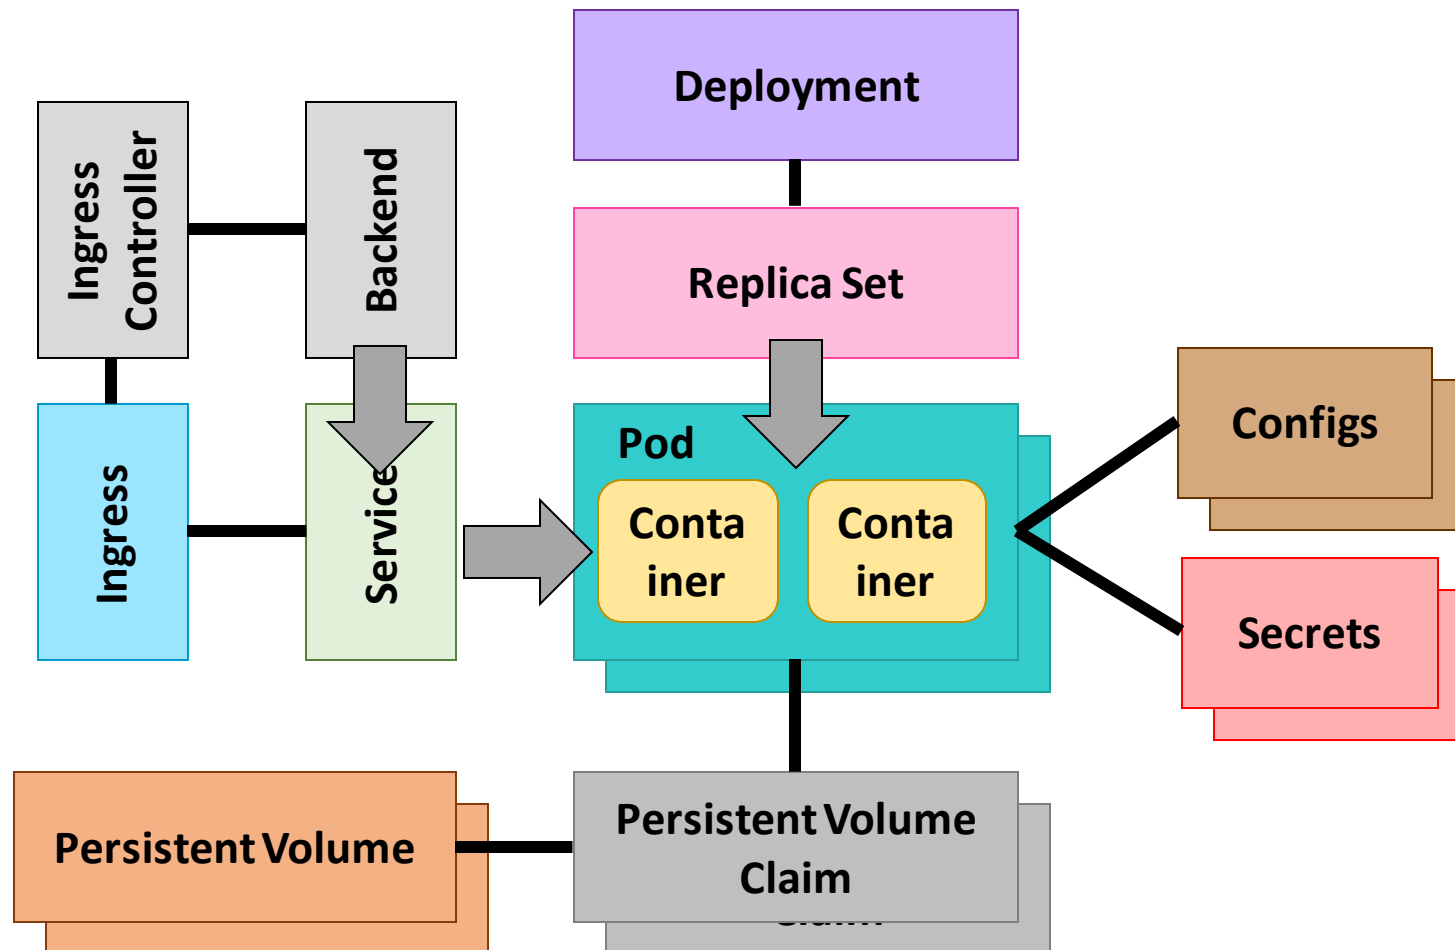 Deployment
Ingress
Controller
Backend
Replica Set
Ingress
Service
Pod
Conta
iner
Conta
iner
Configs
Secrets
Persistent Volume
Persistent Volume
Claim